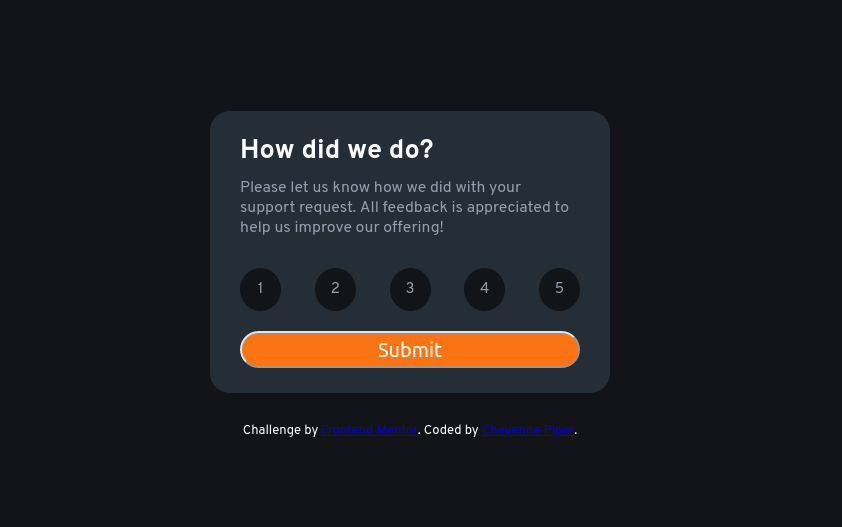 How did we do?
Please let us know how we did with your
support request. All feedback is appreciated to
help us improve our offering!
1 2 3 4 5
Submit
Challenge by Frontend Mentor. Coded by Cheyenne Piper.